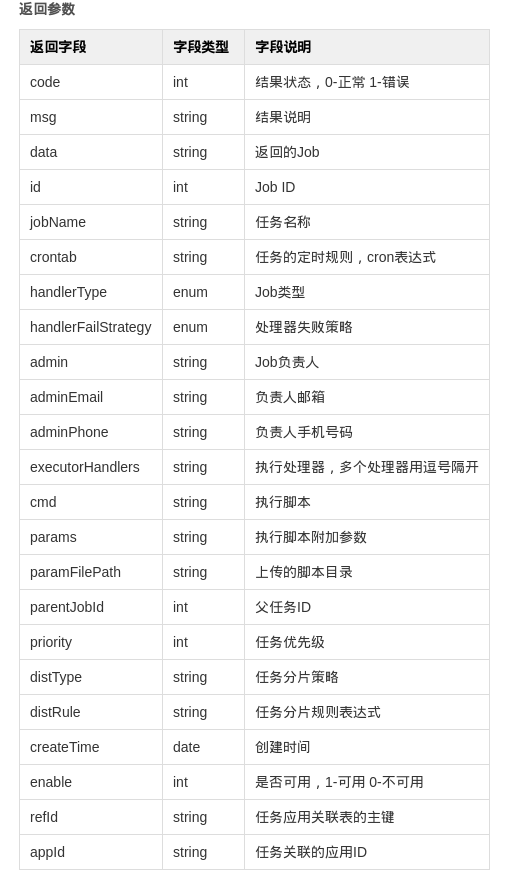 返回参数
返回字段 字段类型 字段说明
code int 结果状态，0-正常 1-错误
msg string 结果说明
data string 返回的Job
id int Job ID
jobName string 任务名称
crontab string 任务的定时规则，cron表达式
handlerType enum Job类型
handlerFailStrategy enum 处理器失败策略
admin string Job负责人
adminEmail string 负责人邮箱
adminPhone string 负责人手机号码
executorHandlers string 执行处理器，多个处理器用逗号隔开
cmd string 执行脚本
params string 执行脚本附加参数
paramFilePath string 上传的脚本目录
parentJobId int 父任务ID
priority int 任务优先级
distType string 任务分片策略
distRule string 任务分片规则表达式
createTime date 创建时间
enable int 是否可用，1-可用 0-不可用
refId string 任务应用关联表的主键
appId string 任务关联的应用ID